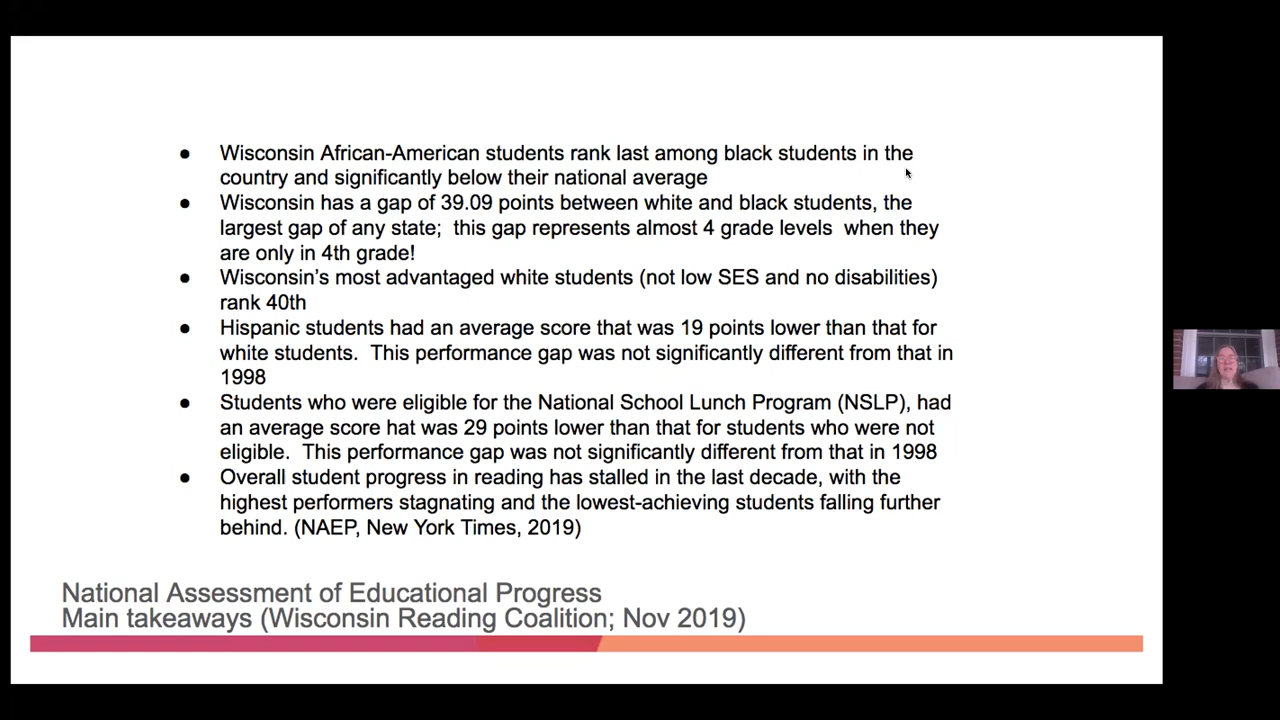 ● Wisconsin African-American students rank last among black students in the
country and significantly below their national average
● Wisconsin has a gap of 39.09 points between white and black students, the
largest gap of any state;  this gap represents almost 4 grade levels  when they
are only in 4th grade!
● Wisconsin’s most advantaged white students (not low SES and no disabilities)
rank 40th
● Hispanic students had an average score that was 19 points lower than that for
white students.  This performance gap was not significantly different from that in
1998
● Students who were eligible for the National School Lunch Program (NSLP), had
an average score hat was 29 points lower than that for students who were not
eligible.  This performance gap was not significantly different from that in 1998
● Overall student progress in reading has stalled in the last decade, with the
highest performers stagnating and the lowest-achieving students falling further
behind. (NAEP, New York Times, 2019)
National Assessment of Educational Progress
Main takeaways (Wisconsin Reading Coalition; Nov 2019)